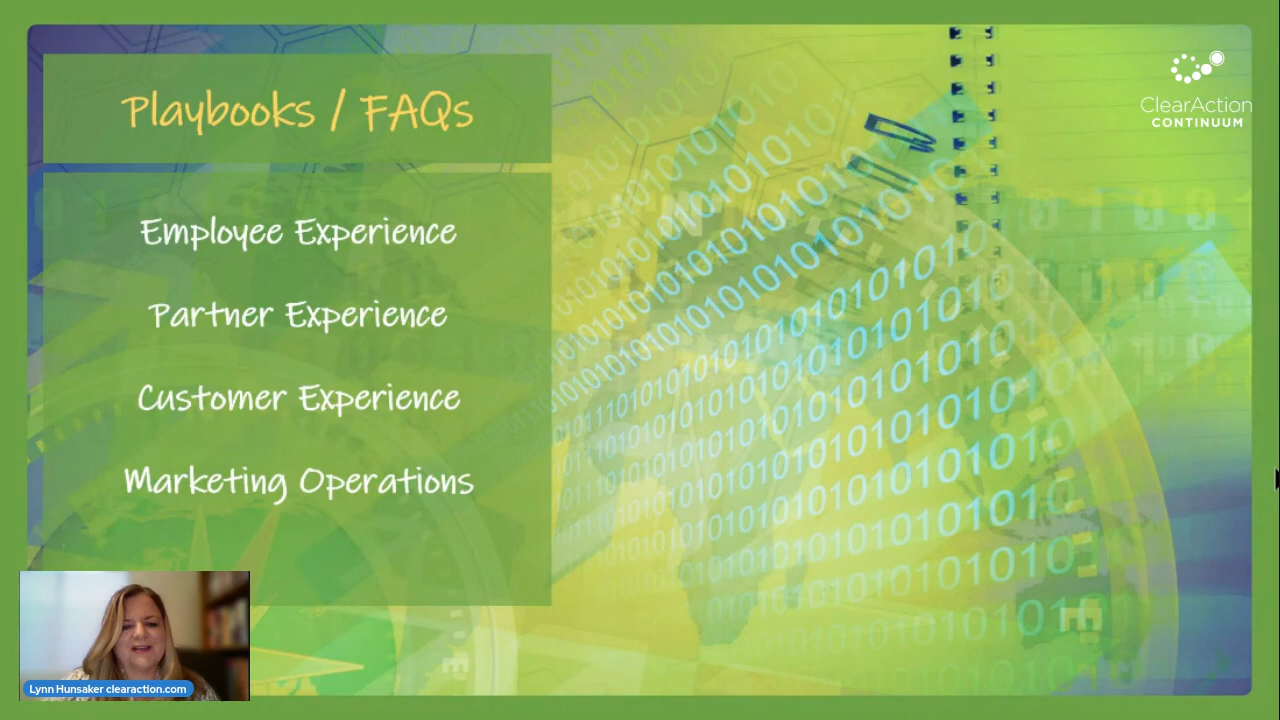 Playbooks / FAQs
ClearAction
CONTINUUM
Employee Experience
Partner Experience
Customer Experience
Marketing Operations
Lynn Hunsaker clearaction.com